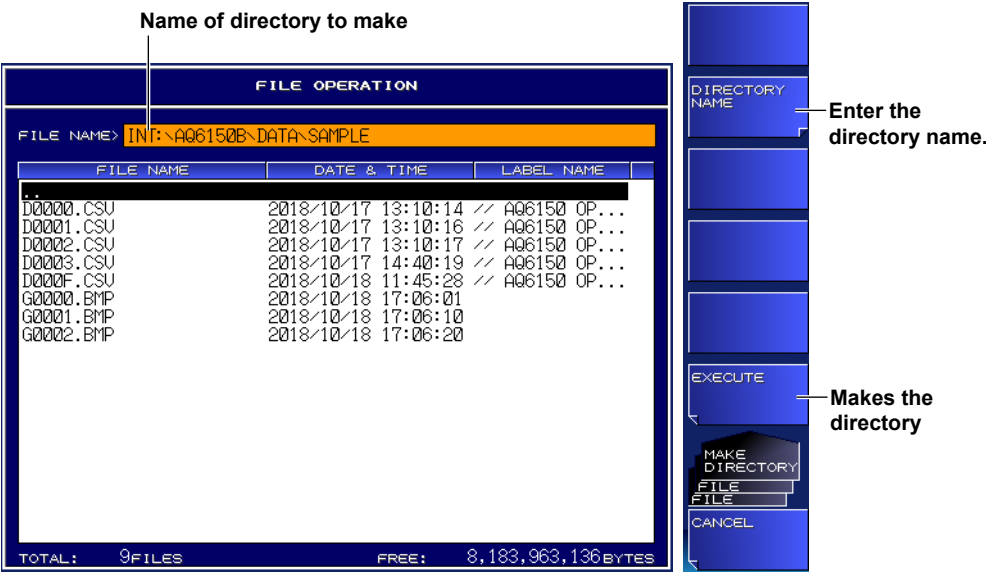 Name of directory to make
FILE OPERATION
FILE NAME> INT:\AQ6150B\DATA\SAMPLE
FILE NAME DATE & TIME LABEL NAME
..
D0000.CSV 2018/10/17 13:10:14 // AQ6150 OP...
D0001.CSV 2018/10/17 13:10:16 // AQ6150 OP...
D0002.CSV 2018/10/17 13:10:17 // AQ6150 OP...
D0003.CSV 2018/10/17 14:40:19 // AQ6150 OP...
D000F.CSV 2018/10/18 11:45:28 // AQ6150 OP...
G0000.BMP 2018/10/18 17:06:01
G0001.BMP 2018/10/18 17:06:10
G0002.BMP 2018/10/18 17:06:20
TOTAL: 9FILES FREE: 8,183,963,136BYTES
DIRECTORY
NAME
Enter the
directory name.
EXECUTE
Makes the
directory
MAKE
DIRECTORY
FILE
FILE
CANCEL